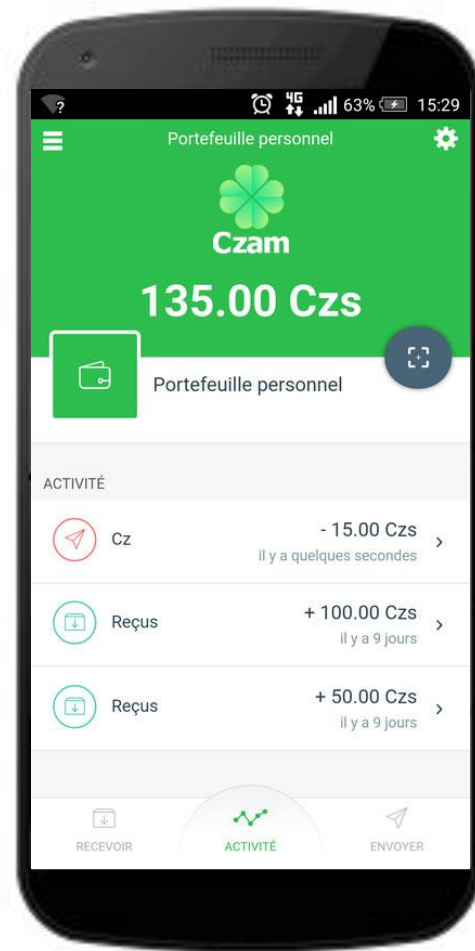 ? 4G 63% 15:29
Portefeuille personnel
Czam
135.00 Czs
Portefeuille personnel
ACTIVITÉ
Cz - 15.00 Czs
il y a quelques secondes
Reçus + 100.00 Czs
il y a 9 jours
Reçus + 50.00 Czs
il y a 9 jours
RECEVOIR ACTIVITÉ ENVOYER